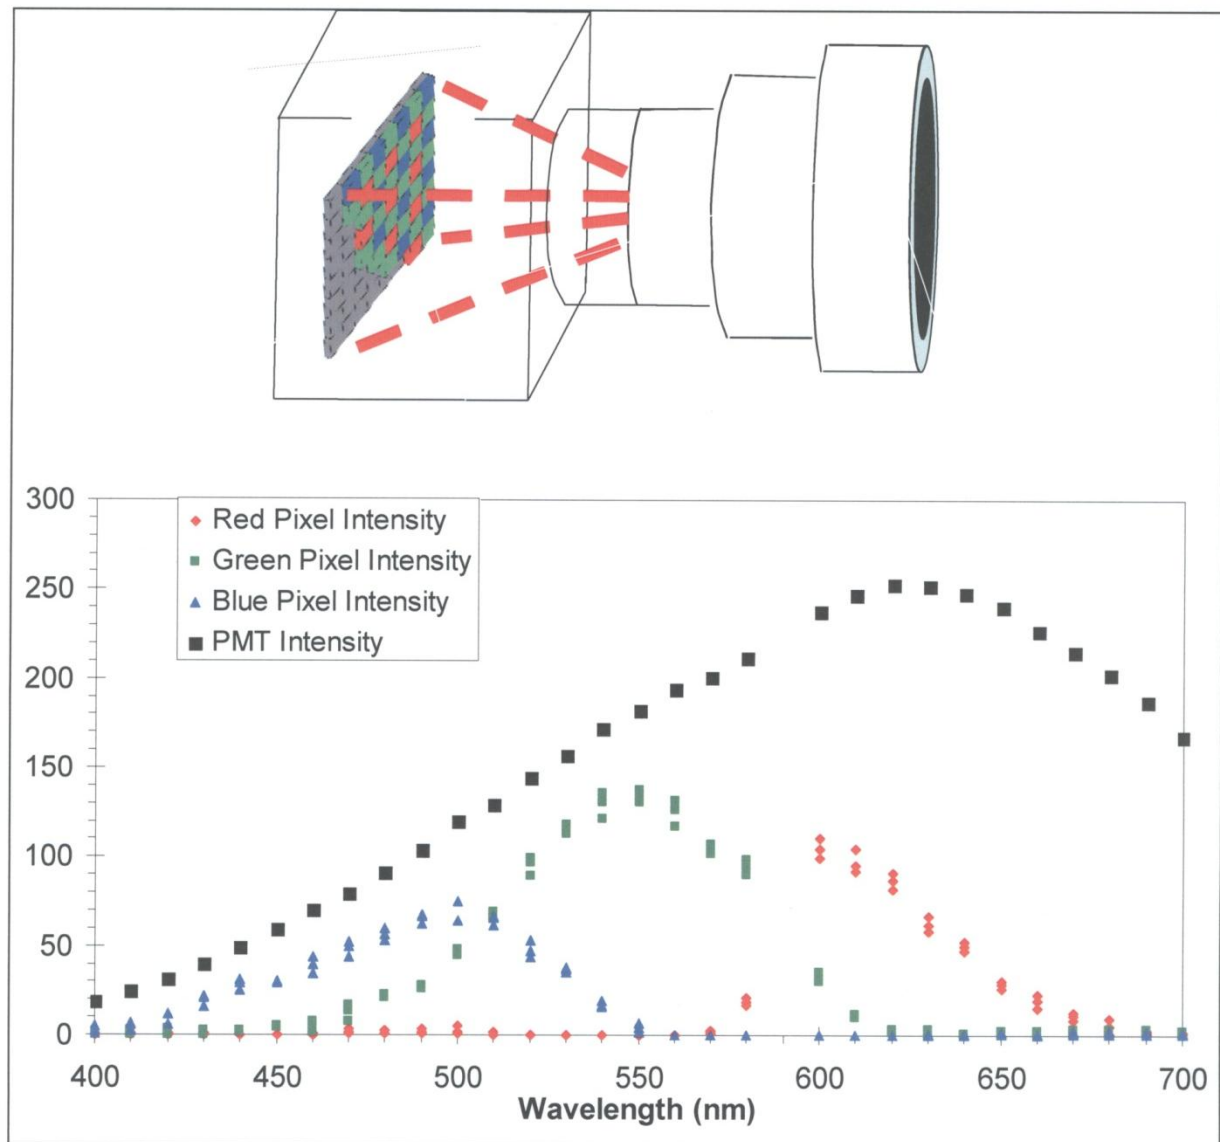 300
250
200
150
100
50
0
Red Pixel Intensity
Green Pixel Intensity
Blue Pixel Intensity
PMT Intensity
400 450 500 550 600 650 700
Wavelength (nm)